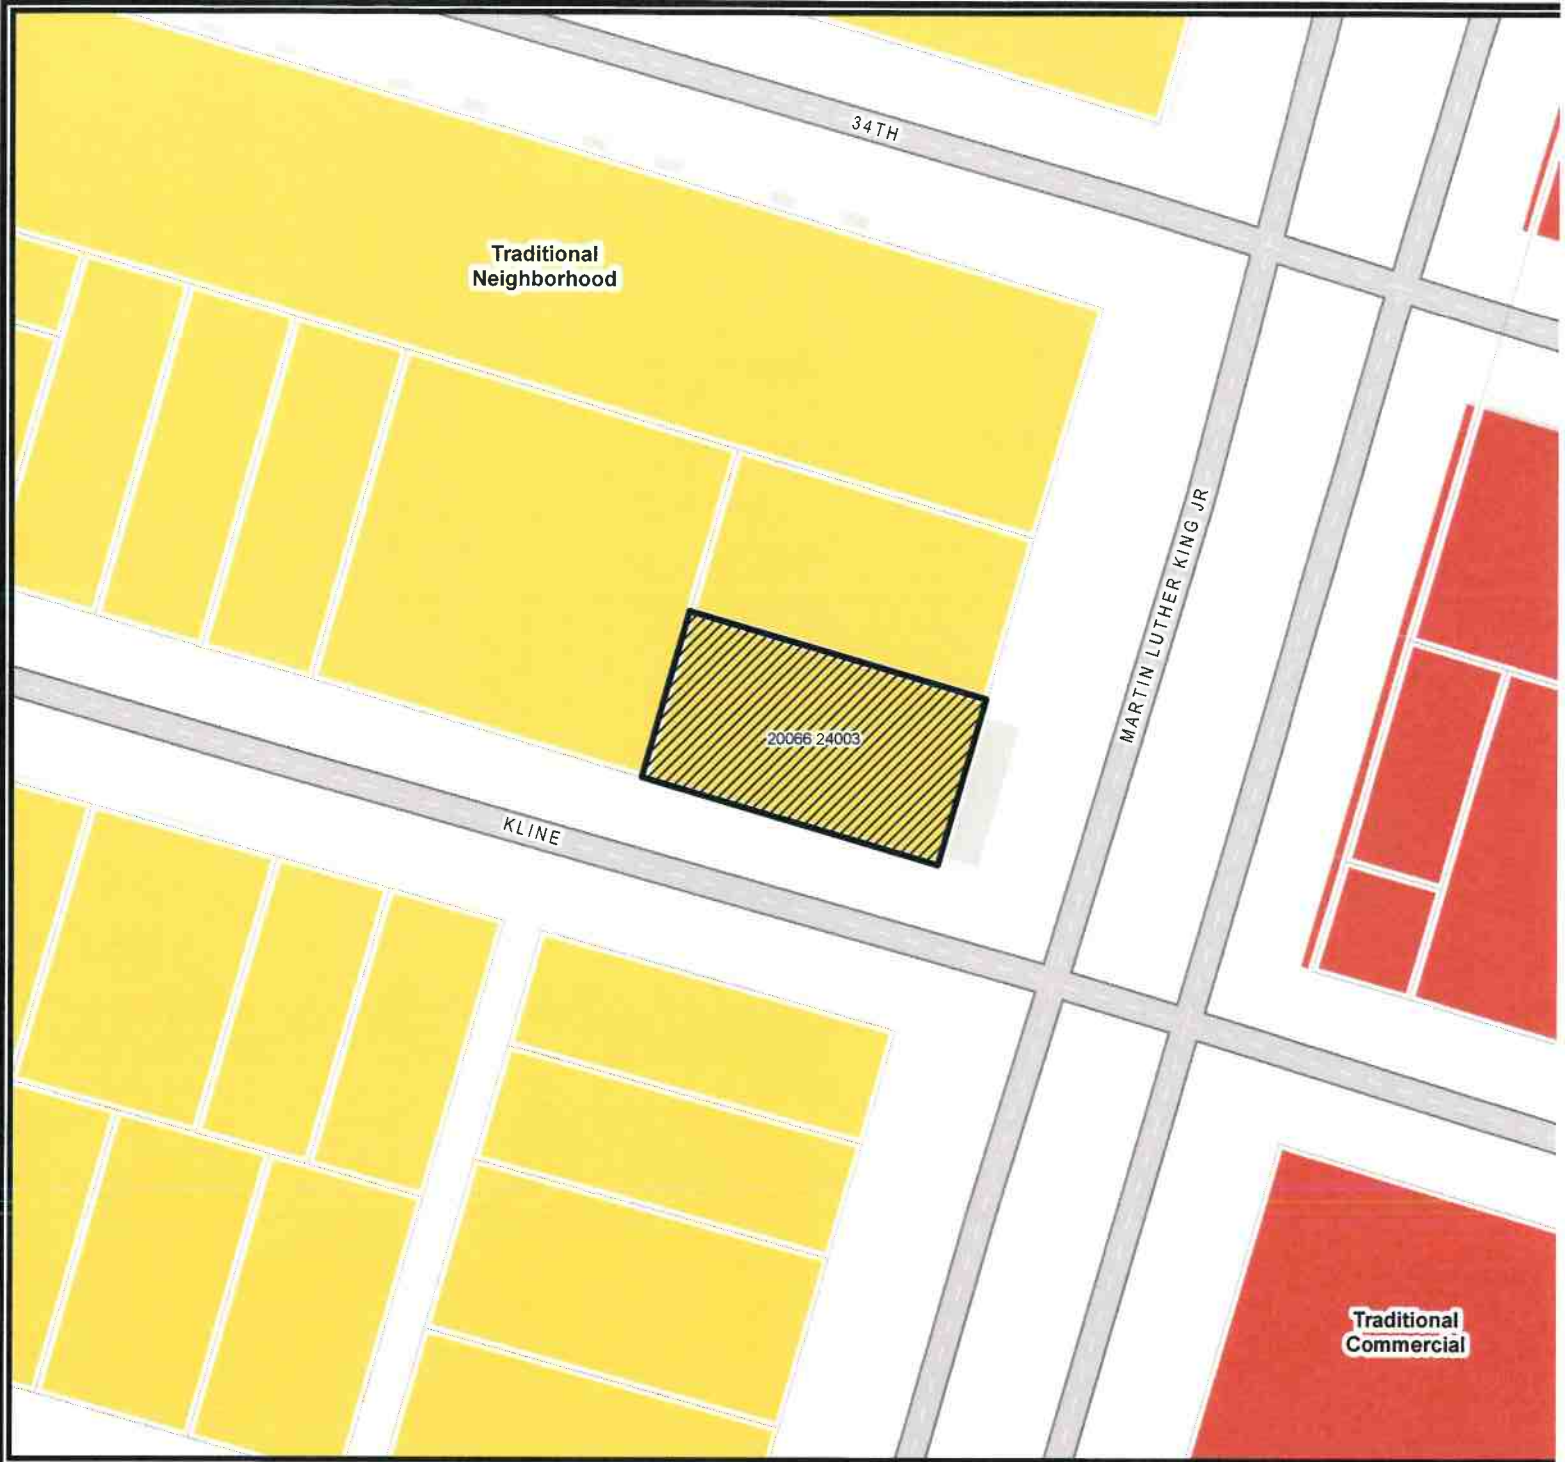 34TH
Traditional
Neighborhood
MARTIN LUTHER KING JR
20066 24003
KLINE
Traditional
Commercial